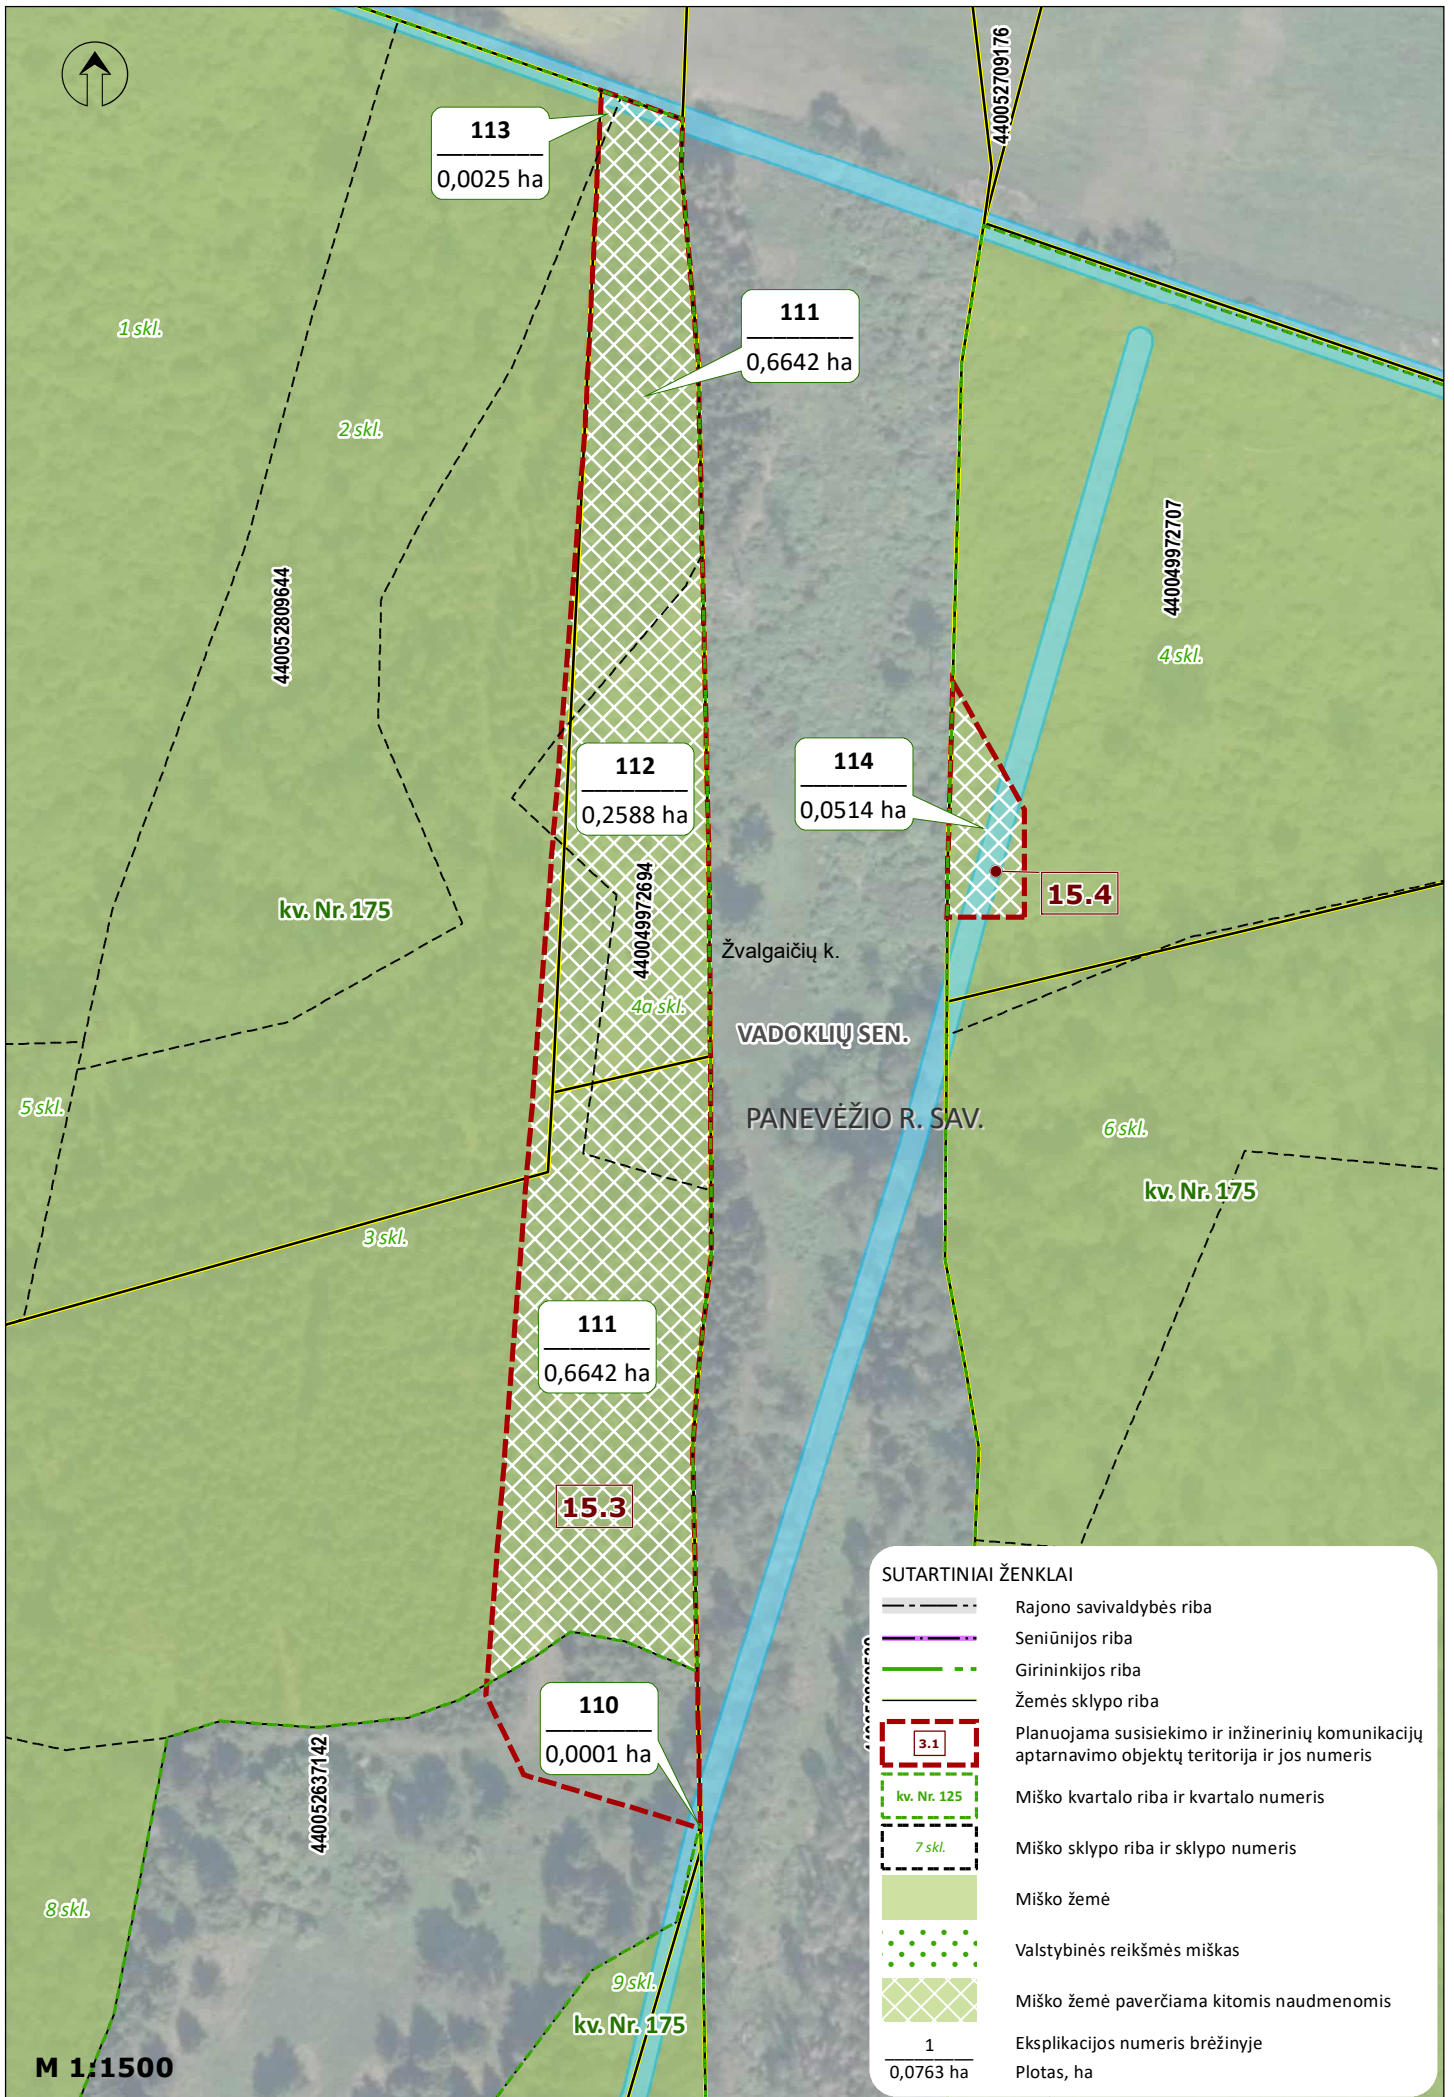 440052709176
113
0,0025 ha
111
0,6642 ha
1 skl.
2 skl.
440052809644
440049972707
4 skl.
112
0,2588 ha
114
0,0514 ha
15.4
kv. Nr. 175
440049972694
Žvalgaičių k.
4a skl.
VADOKLIŲ SEN.
PANEVĖŽIO R. SAV.
5 skl.
6 skl.
kv. Nr. 175
3 skl.
111
0,6642 ha
15.3
110
0,0001 ha
440052637142
8 skl.
9 skl.
kv. Nr. 175
M 1:1500
SUTARTINIAI ŽENKLAI
Rajono savivaldybės riba
Seniūnijos riba
Girininkijos riba
Žemės sklypo riba
3.1
Planuojama susisiekimo ir inžinerinių komunikacijų
aptarnavimo objektų teritorija ir jos numeris
kv. Nr. 125
Miško kvartalo riba ir kvartalo numeris
7 skl.
Miško sklypo riba ir sklypo numeris
Miško žemė
Valstybinės reikšmės miškas
Miško žemė paverčiama kitomis naudmenomis
1
Eksplikacijos numeris brėžinyje
0,0763 ha
Plotas, ha